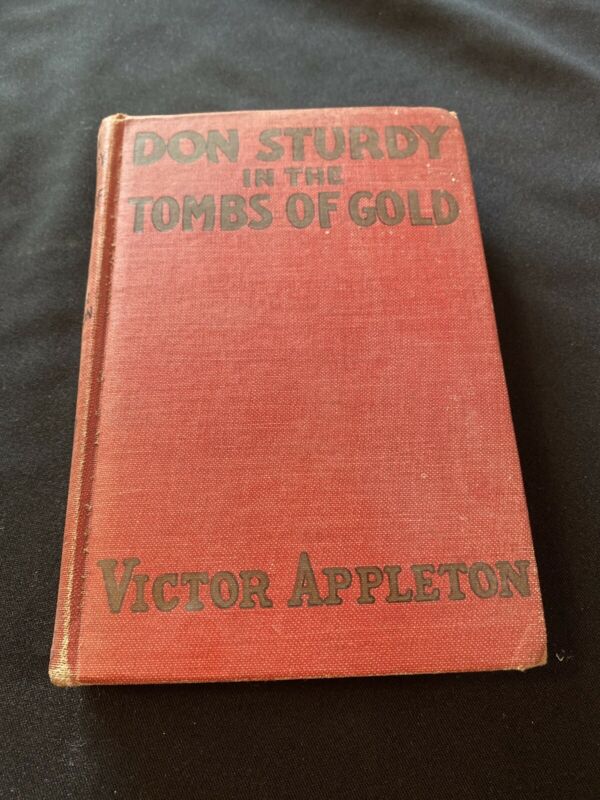 DON STURDY
IN THE
TOMBS OF GOLD
VICTOR APPLETON